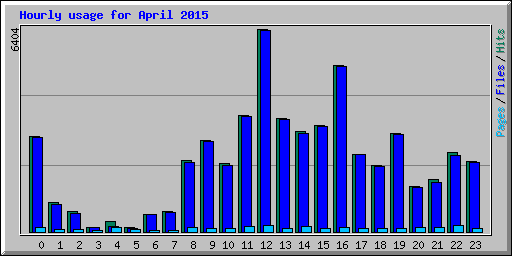 Hourly usage for April 2015
6404
Pages/Files/Hits
0 1 2 3 4 5 6 7 8 9 10 11 12 13 14 15 16 17 18 19 20 21 22 23